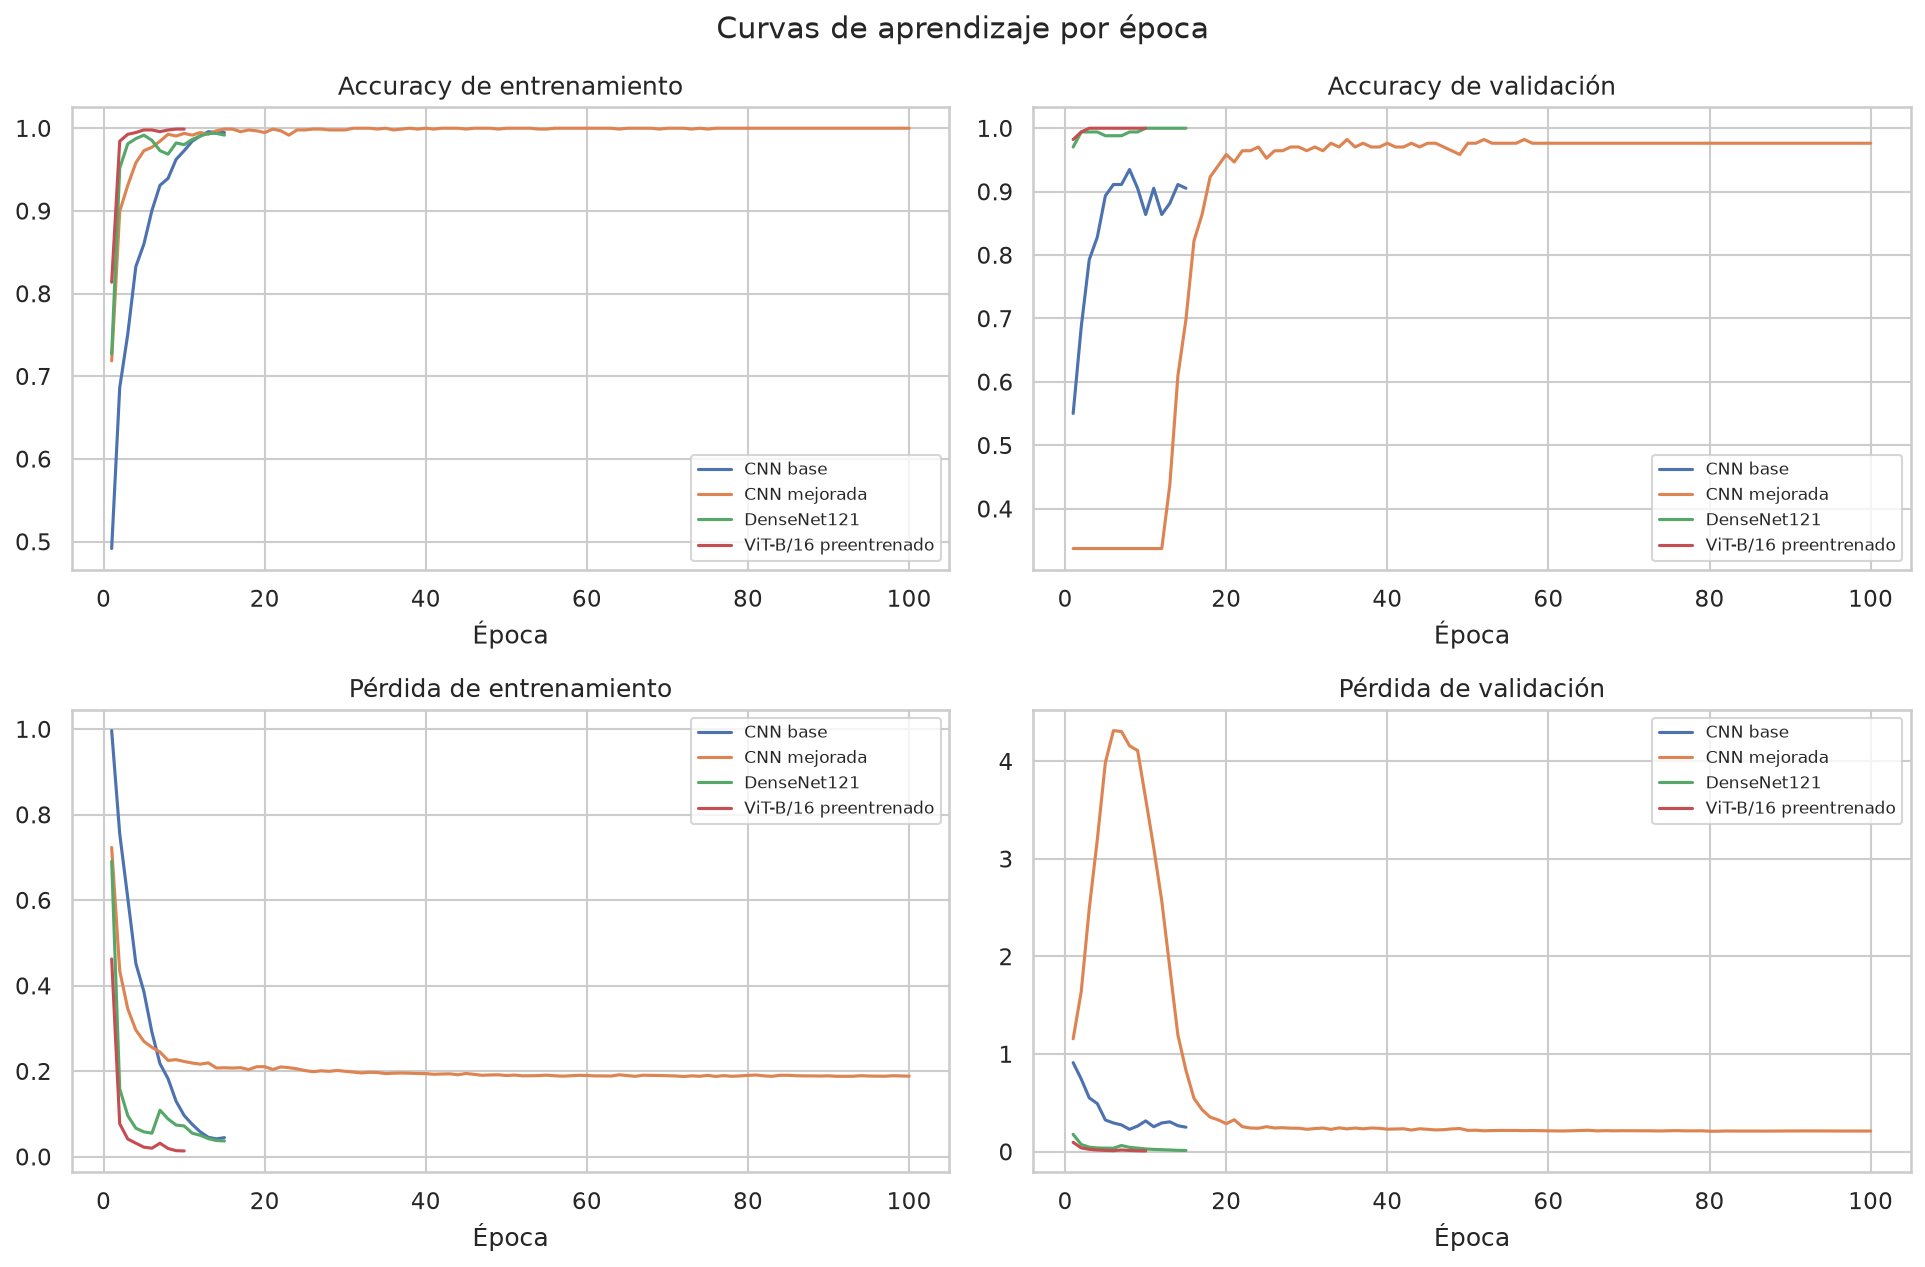 Curvas de aprendizaje por época
Accuracy de entrenamiento
1.0
0.9
0.8
0.7
0.6
0.5
CNN base
CNN mejorada
DenseNet121
ViT-B/16 preentrenado
0 20 40 60 80 100
Época
Accuracy de validación
1.0
0.9
0.8
0.7
0.6
0.5
0.4
CNN base
CNN mejorada
DenseNet121
ViT-B/16 preentrenado
0 20 40 60 80 100
Época
Pérdida de entrenamiento
1.0
0.8
0.6
0.4
0.2
0.0
CNN base
CNN mejorada
DenseNet121
ViT-B/16 preentrenado
0 20 40 60 80 100
Época
Pérdida de validación
4
3
2
1
0
CNN base
CNN mejorada
DenseNet121
ViT-B/16 preentrenado
0 20 40 60 80 100
Época